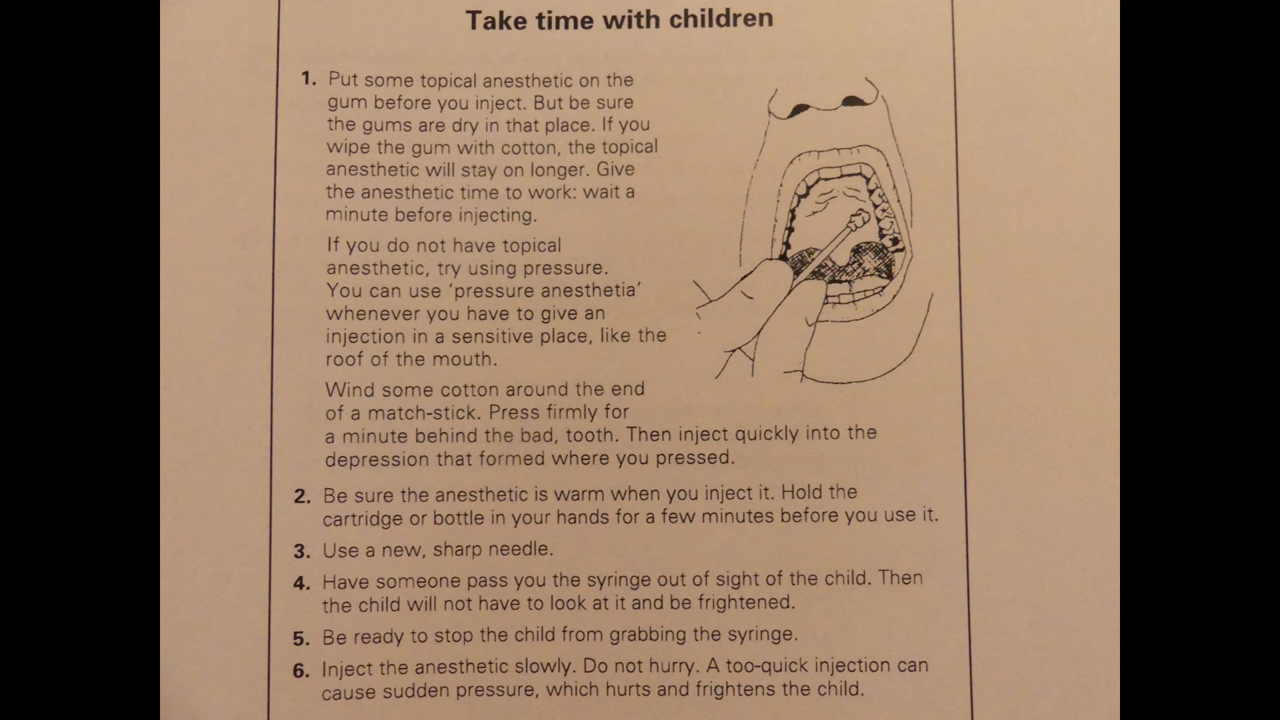 Take time with children
1. Put some topical anesthetic on the
gum before you inject. But be sure
the gums are dry in that place. If you
wipe the gum with cotton, the topical
anesthetic will stay on longer. Give
the anesthetic time to work: wait a
minute before injecting.
If you do not have topical
anesthetic, try using pressure.
You can use 'pressure anesthetia'
whenever you have to give an
injection in a sensitive place, like the
roof of the mouth.
Wind some cotton around the end
of a match-stick. Press firmly for
a minute behind the bad, tooth. Then inject quickly into the
depression that formed where you pressed.
2. Be sure the anesthetic is warm when you inject it. Hold the
cartridge or bottle in your hands for a few minutes before you use it.
3. Use a new, sharp needle.
4. Have someone pass you the syringe out of sight of the child. Then
the child will not have to look at it and be frightened.
5. Be ready to stop the child from grabbing the syringe.
6. Inject the anesthetic slowly. Do not hurry. A too-quick injection can
cause sudden pressure, which hurts and frightens the child.